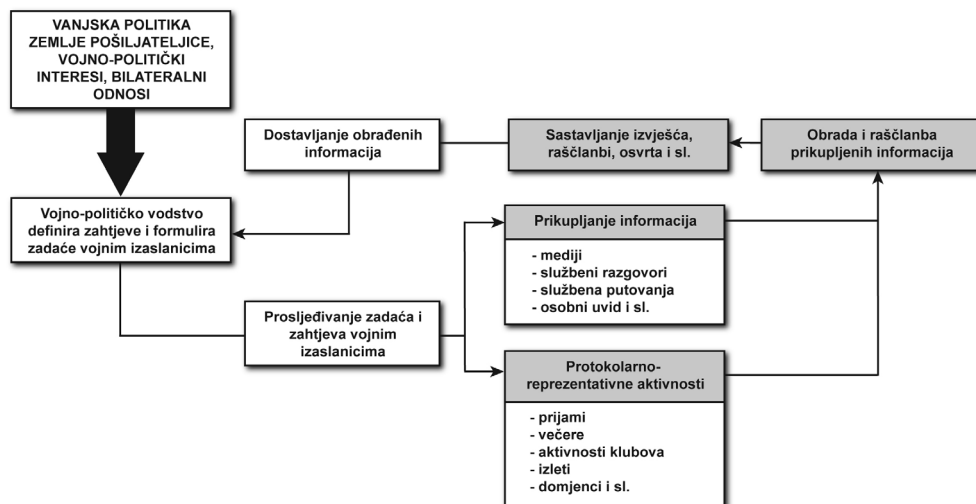 VANJSKA POLITIKA
ZEMLJE POŠILJATELJICE,
VOJNO-POLITIČKI
INTERESI, BILATERALNI
ODNOSI
Dostavljanje obrađenih
informacija
Sastavljanje izvješća,
raščlanbi, osvrta i sl.
Obrada i raščlanba
prikupljenih informacija
Vojno-političko vodstvo
definira zahtjeve i formulira
zadaće vojnim izaslanicima
Prikupljanje informacija
- mediji
- službeni razgovori
- službena putovanja
- osobni uvid i sl.
Prosljeđivanje zadaća i
zahtjeva vojnim
izaslanicima
Protokolarno-
reprezentativne aktivnosti
- prijami
- večere
- aktivnosti klubova
- izleti
- domjenci i sl.